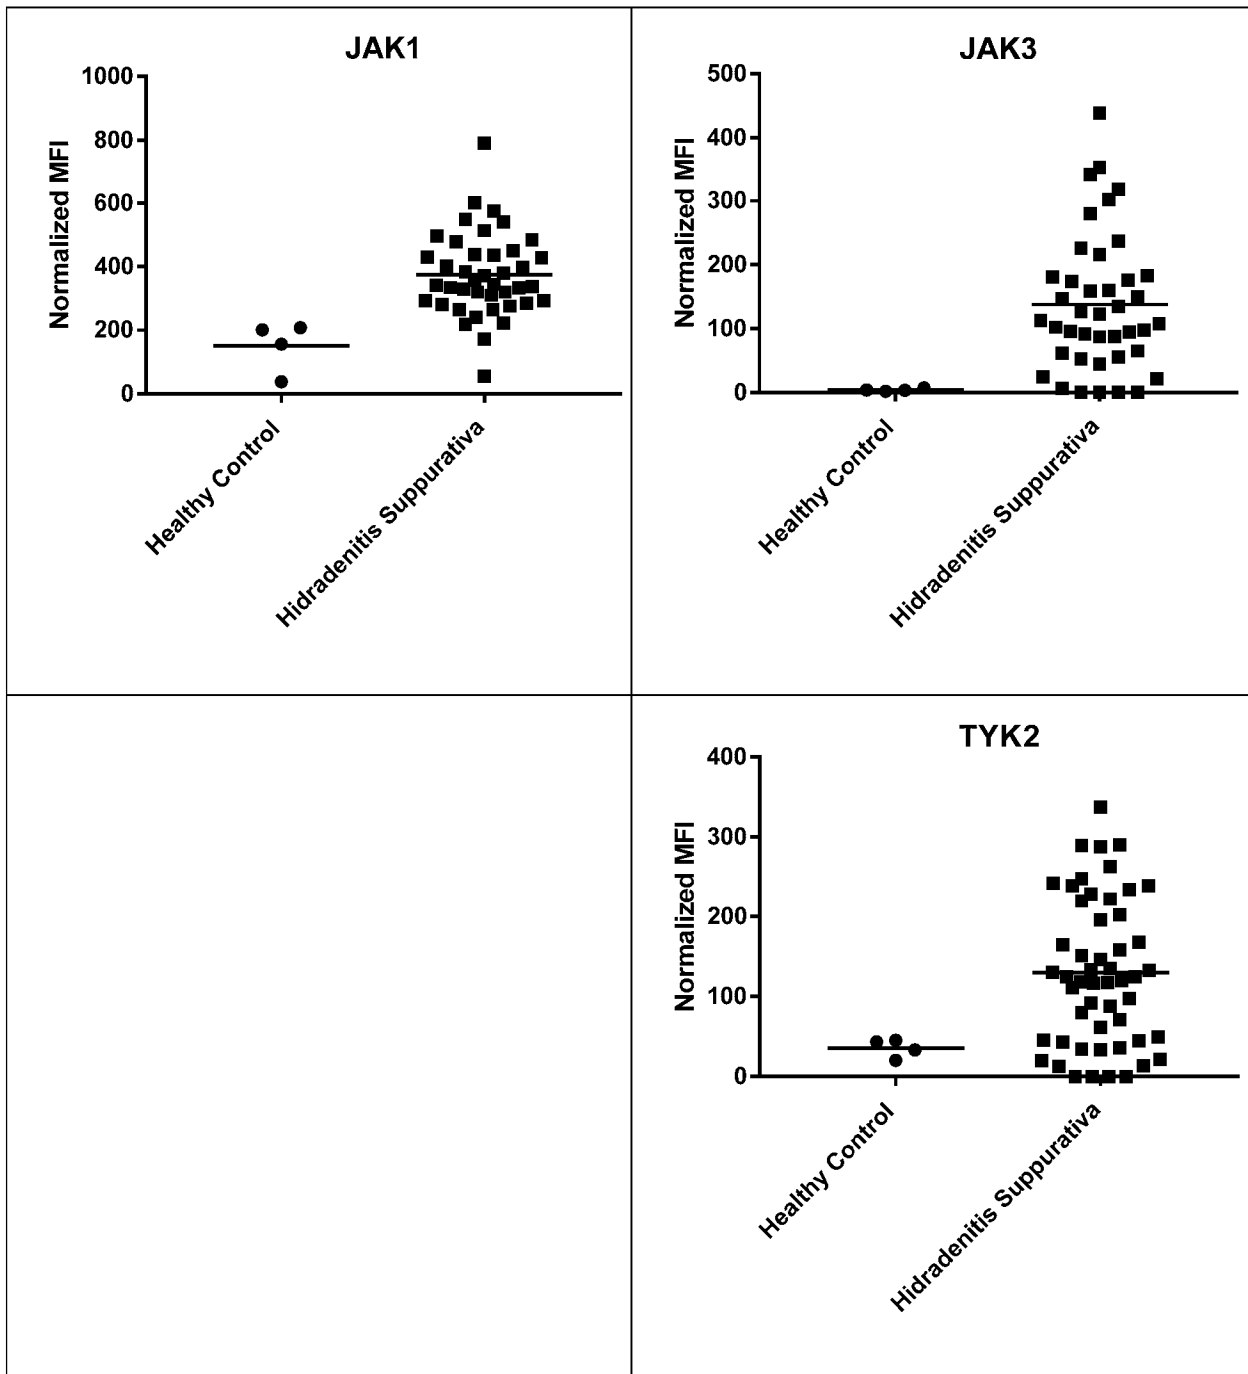 JAK1
Normalized MFI
1000
800
600
400
200
0
Healthy Control
Hidradenitis Suppurativa
JAK3
Normalized MFI
500
400
300
200
100
0
Healthy Control
Hidradenitis Suppurativa
TYK2
Normalized MFI
400
300
200
100
0
Healthy Control
Hidradenitis Suppurativa